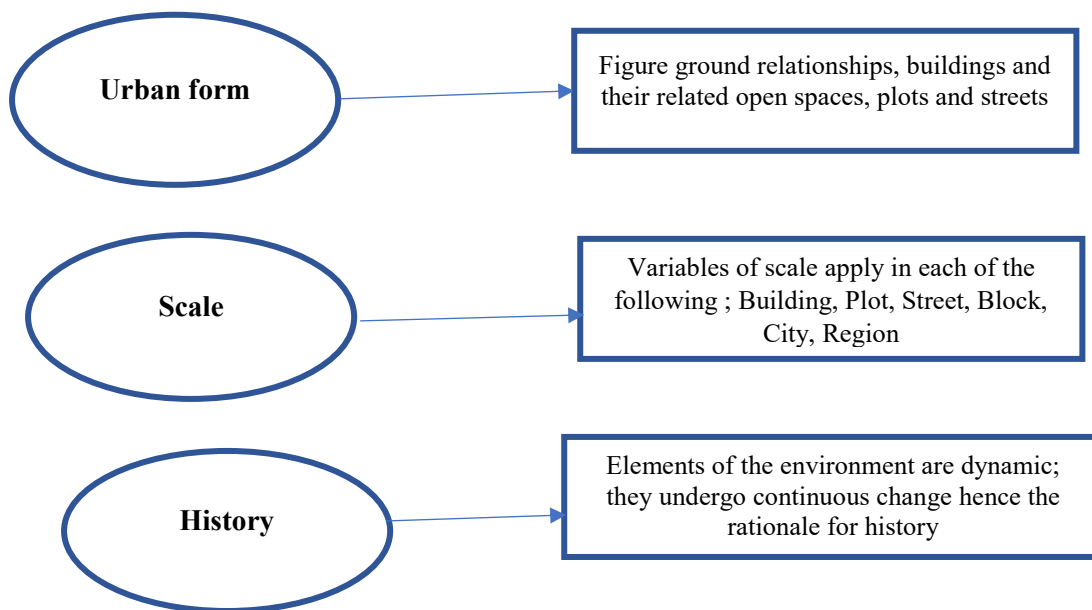 Urban form
Figure ground relationships, buildings and
their related open spaces, plots and streets
Scale
Variables of scale apply in each of the
following ; Building, Plot, Street, Block,
City, Region
History
Elements of the environment are dynamic;
they undergo continuous change hence the
rationale for history